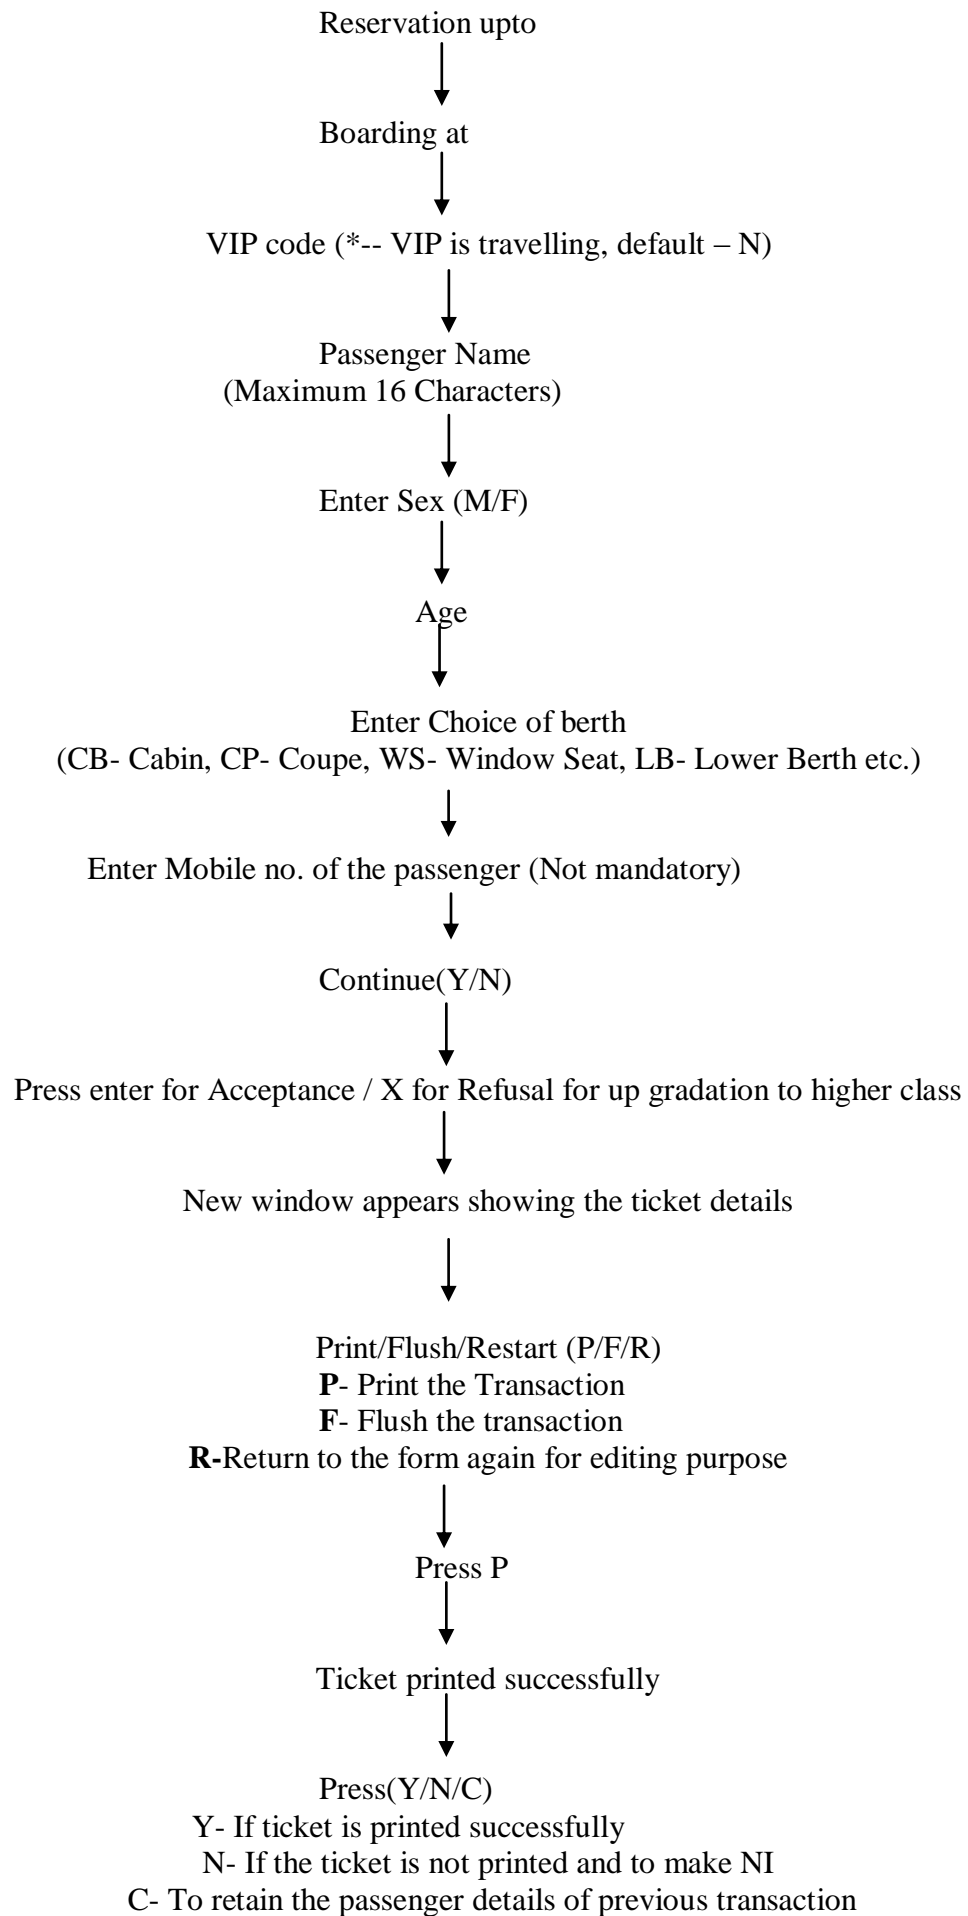 Reservation upto
Boarding at
VIP code (*-- VIP is travelling, default – N)
Passenger Name
(Maximum 16 Characters)
Enter Sex (M/F)
Age
Enter Choice of berth
(CB- Cabin, CP- Coupe, WS- Window Seat, LB- Lower Berth etc.)
Enter Mobile no. of the passenger (Not mandatory)
Continue(Y/N)
Press enter for Acceptance / X for Refusal for up gradation to higher class
New window appears showing the ticket details
Print/Flush/Restart (P/F/R)
P- Print the Transaction
F- Flush the transaction
R-Return to the form again for editing purpose
Press P
Ticket printed successfully
Press(Y/N/C)
Y- If ticket is printed successfully
N- If the ticket is not printed and to make NI
C- To retain the passenger details of previous transaction